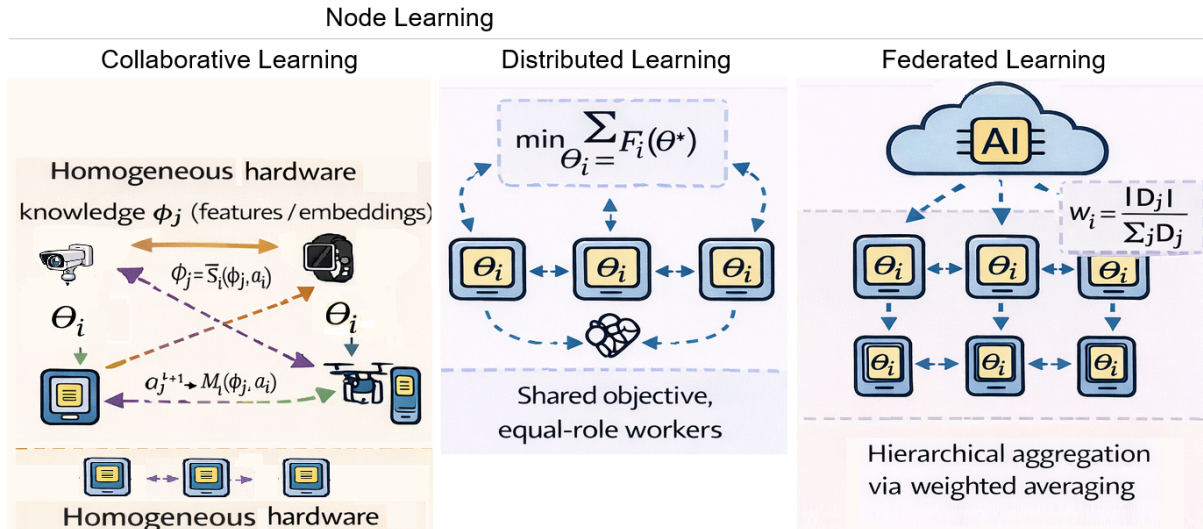 Node Learning
Collaborative Learning
Homogeneous hardware
knowledge ϕⱼ (features / embeddings)
ϕⱼ = S̅ᵢ(ϕⱼ, aᵢ)
Θᵢ
Θᵢ
aⱼᵗ⁺¹ → Mᵢ(ϕⱼ, aᵢ)
Homogeneous hardware
Distributed Learning
min Θᵢ = ∑ Fᵢ(Θ*)
Θᵢ Θᵢ Θᵢ
Shared objective,
equal-role workers
Federated Learning
AI
wᵢ = |Dⱼ| / ∑ⱼDⱼ
Θᵢ Θᵢ Θᵢ
Θᵢ Θᵢ Θᵢ
Hierarchical aggregation
via weighted averaging